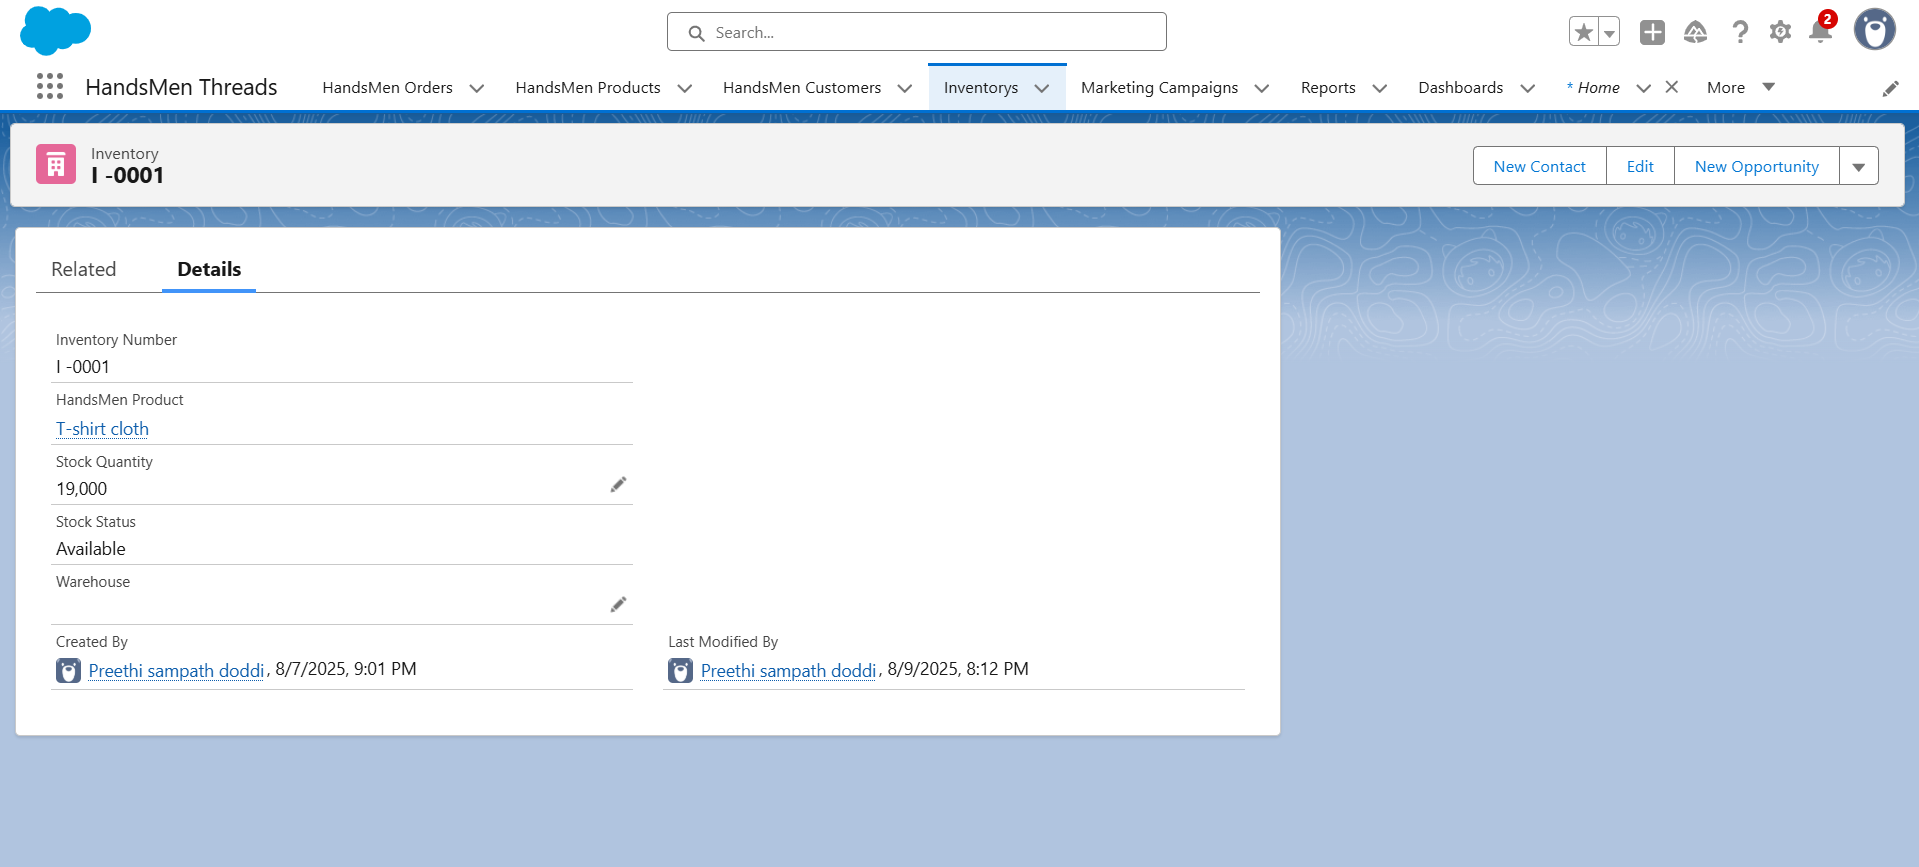 Search...
2
HandsMen Threads
HandsMen Orders
HandsMen Products
HandsMen Customers
Inventorys
Marketing Campaigns
Reports
Dashboards
* Home
More
Inventory
I -0001
New Contact
Edit
New Opportunity
Related
Details
Inventory Number
I -0001
HandsMen Product
T-shirt cloth
Stock Quantity
19,000
Stock Status
Available
Warehouse
Created By
Preethi sampath doddi, 8/7/2025, 9:01 PM
Last Modified By
Preethi sampath doddi, 8/9/2025, 8:12 PM